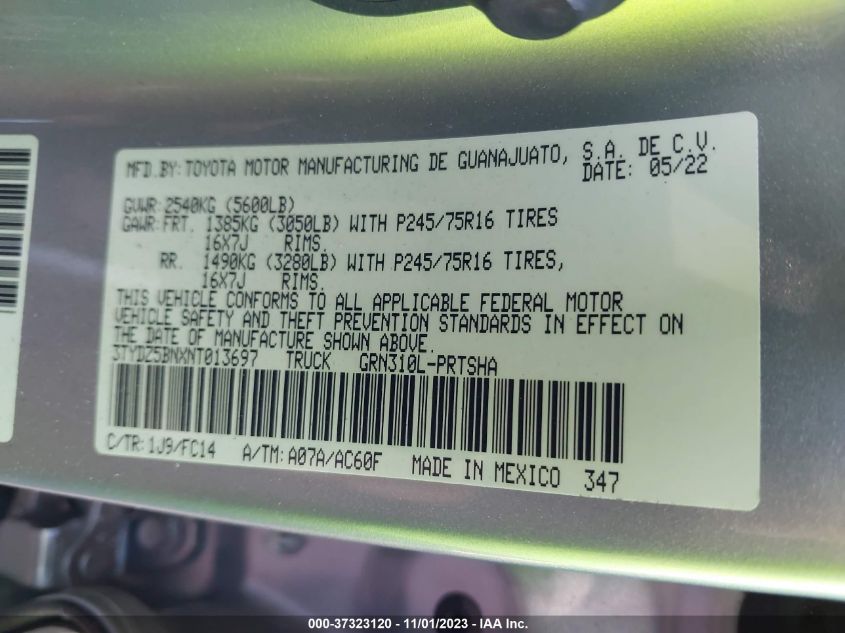 MFD.BY:TOYOTA MOTOR MANUFACTURING DE GUANAJUATO, S.A. DE C.V.
DATE: 05/22
GVWR:2540KG (5600LB)
GAWR:FRT. 1385KG (3050LB) WITH P245/75R16 TIRES
16X7J RIMS.
RR. 1490KG (3280LB) WITH P245/75R16 TIRES,
16X7J RIMS.
THIS VEHICLE CONFORMS TO ALL APPLICABLE FEDERAL MOTOR
VEHICLE SAFETY AND THEFT PREVENTION STANDARDS IN EFFECT ON
THE DATE OF MANUFACTURE SHOWN ABOVE.
3TYDZ5BNXNT013697 TRUCK GRN310L-PRTSHA
C/TR:1J9/FC14 A/TM:A07A/AC60F MADE IN MEXICO 347
000-37323120 - 11/01/2023 - IAA Inc.